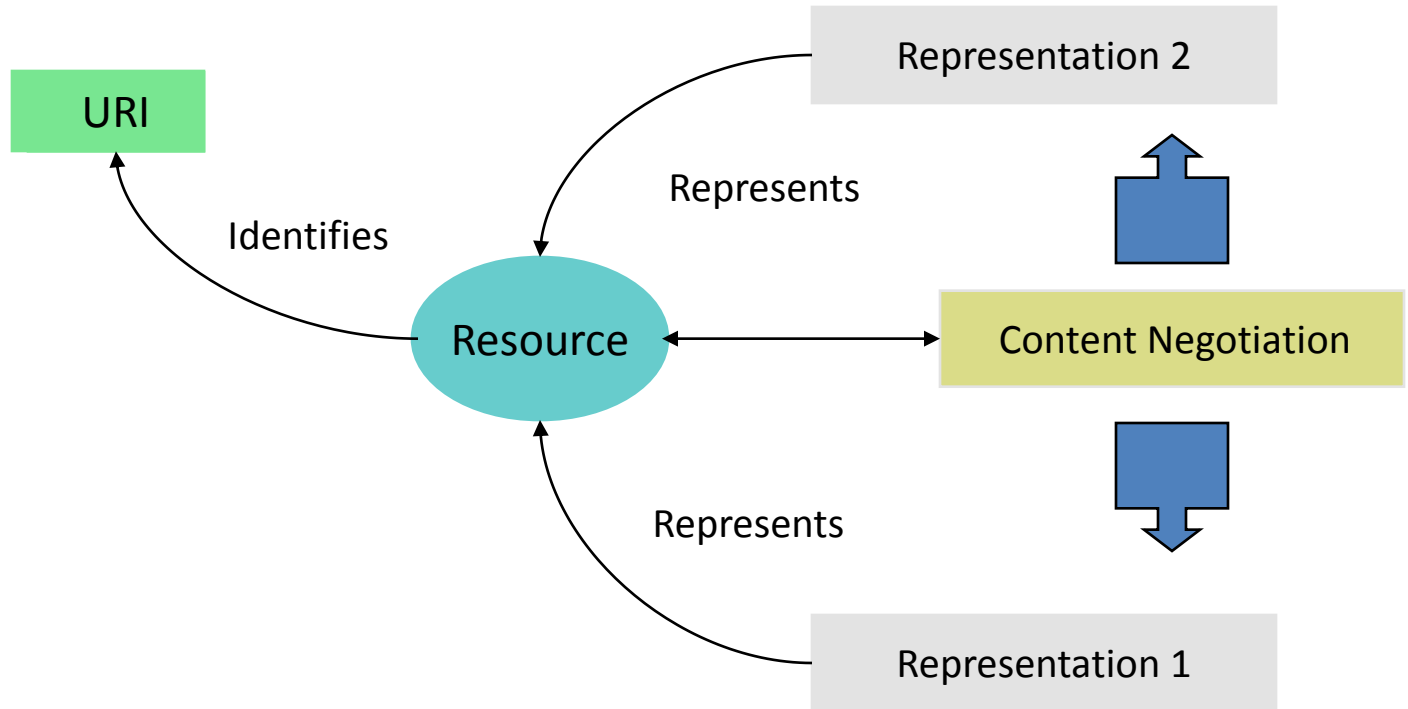 Representation 2
URI
Represents
Identifies
Resource
Content Negotiation
Represents
Representation 1